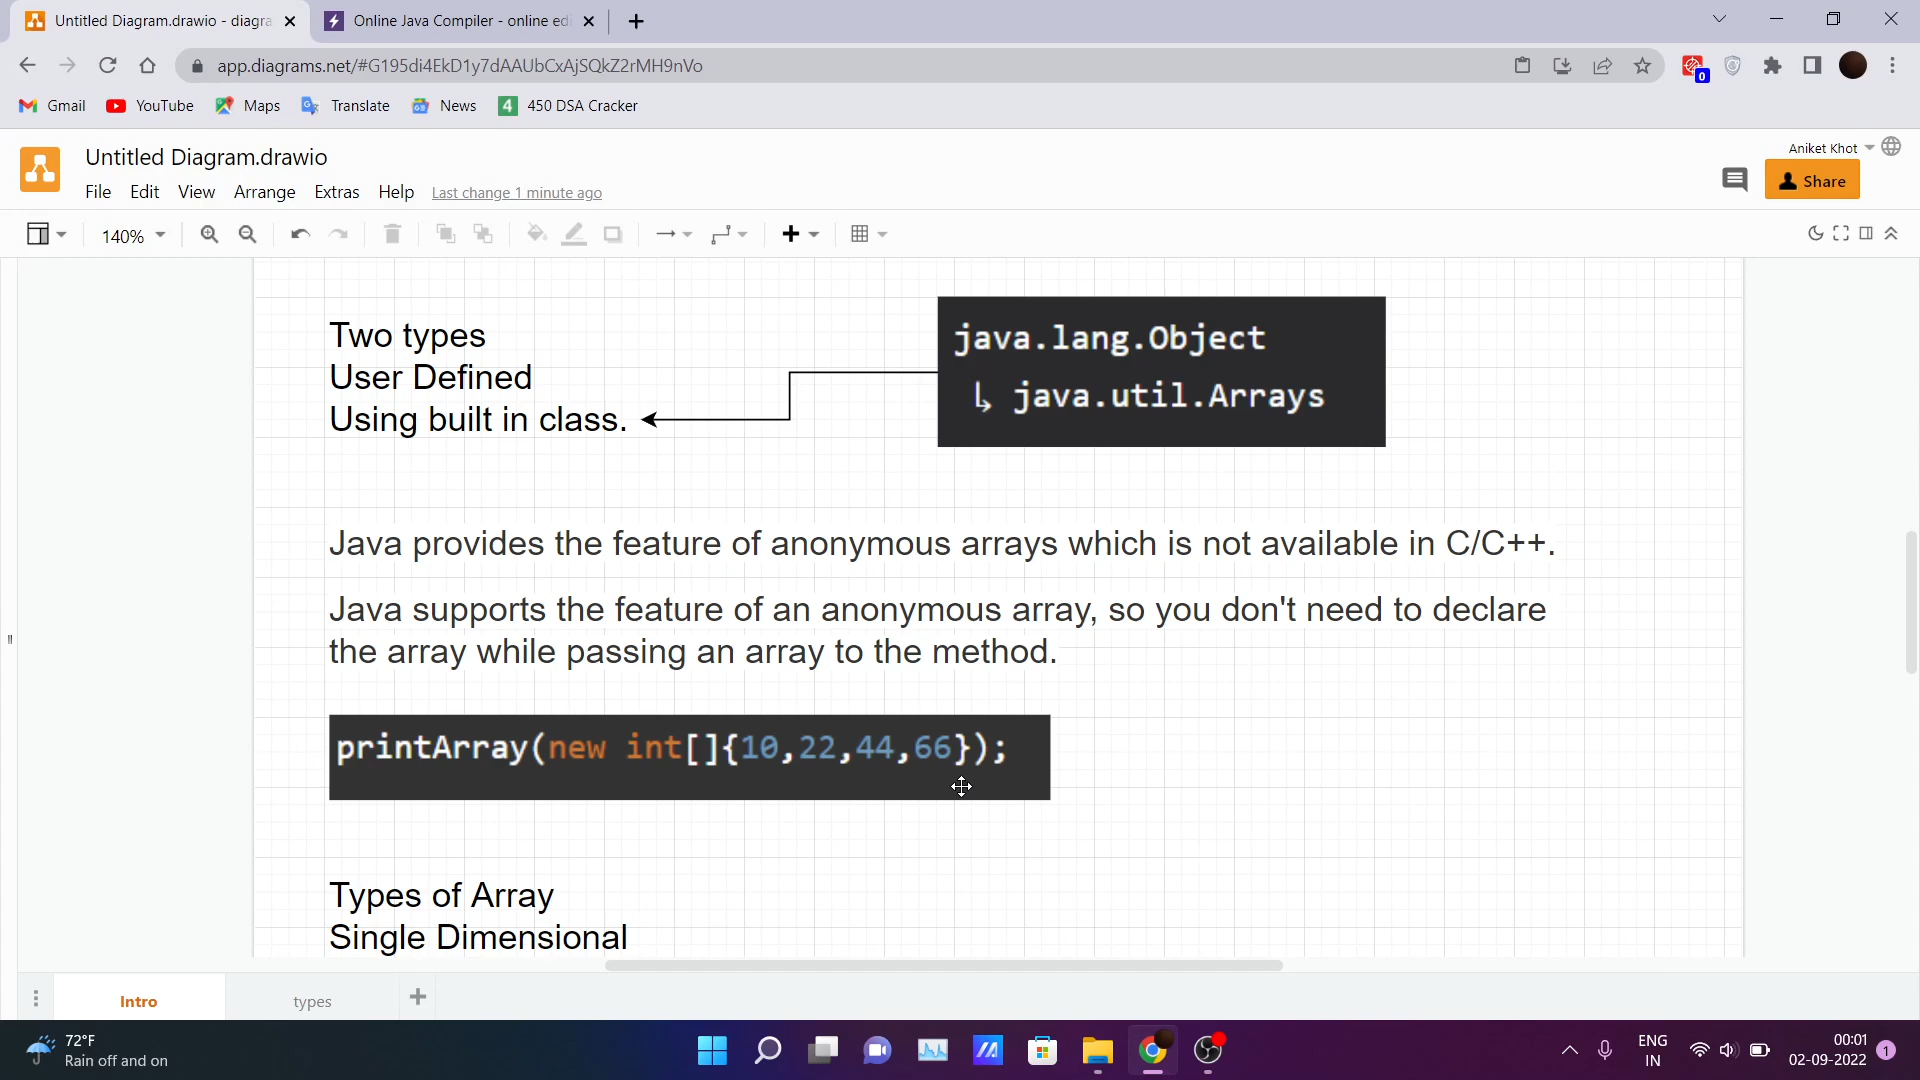 Untitled Diagram.drawio - diagra
Online Java Compiler - online edi
app.diagrams.net/#G195di4EkD1y7dAAUbCxAjSQkZ2rMH9nVo
0
Gmail
YouTube
Maps
Translate
News
4
450 DSA Cracker
Untitled Diagram.drawio
Aniket Khot
File
Edit
View
Arrange
Extras
Help
Last change 1 minute ago
Share
140%
Two types
User Defined
Using built in class.
java.lang.Object
↳ java.util.Arrays
Java provides the feature of anonymous arrays which is not available in C/C++.
Java supports the feature of an anonymous array, so you don't need to declare
the array while passing an array to the method.
printArray(new int[]{10,22,44,66});
Types of Array
Single Dimensional
Intro
types
72°F
Rain off and on
ENG
IN
00:01
02-09-2022
1